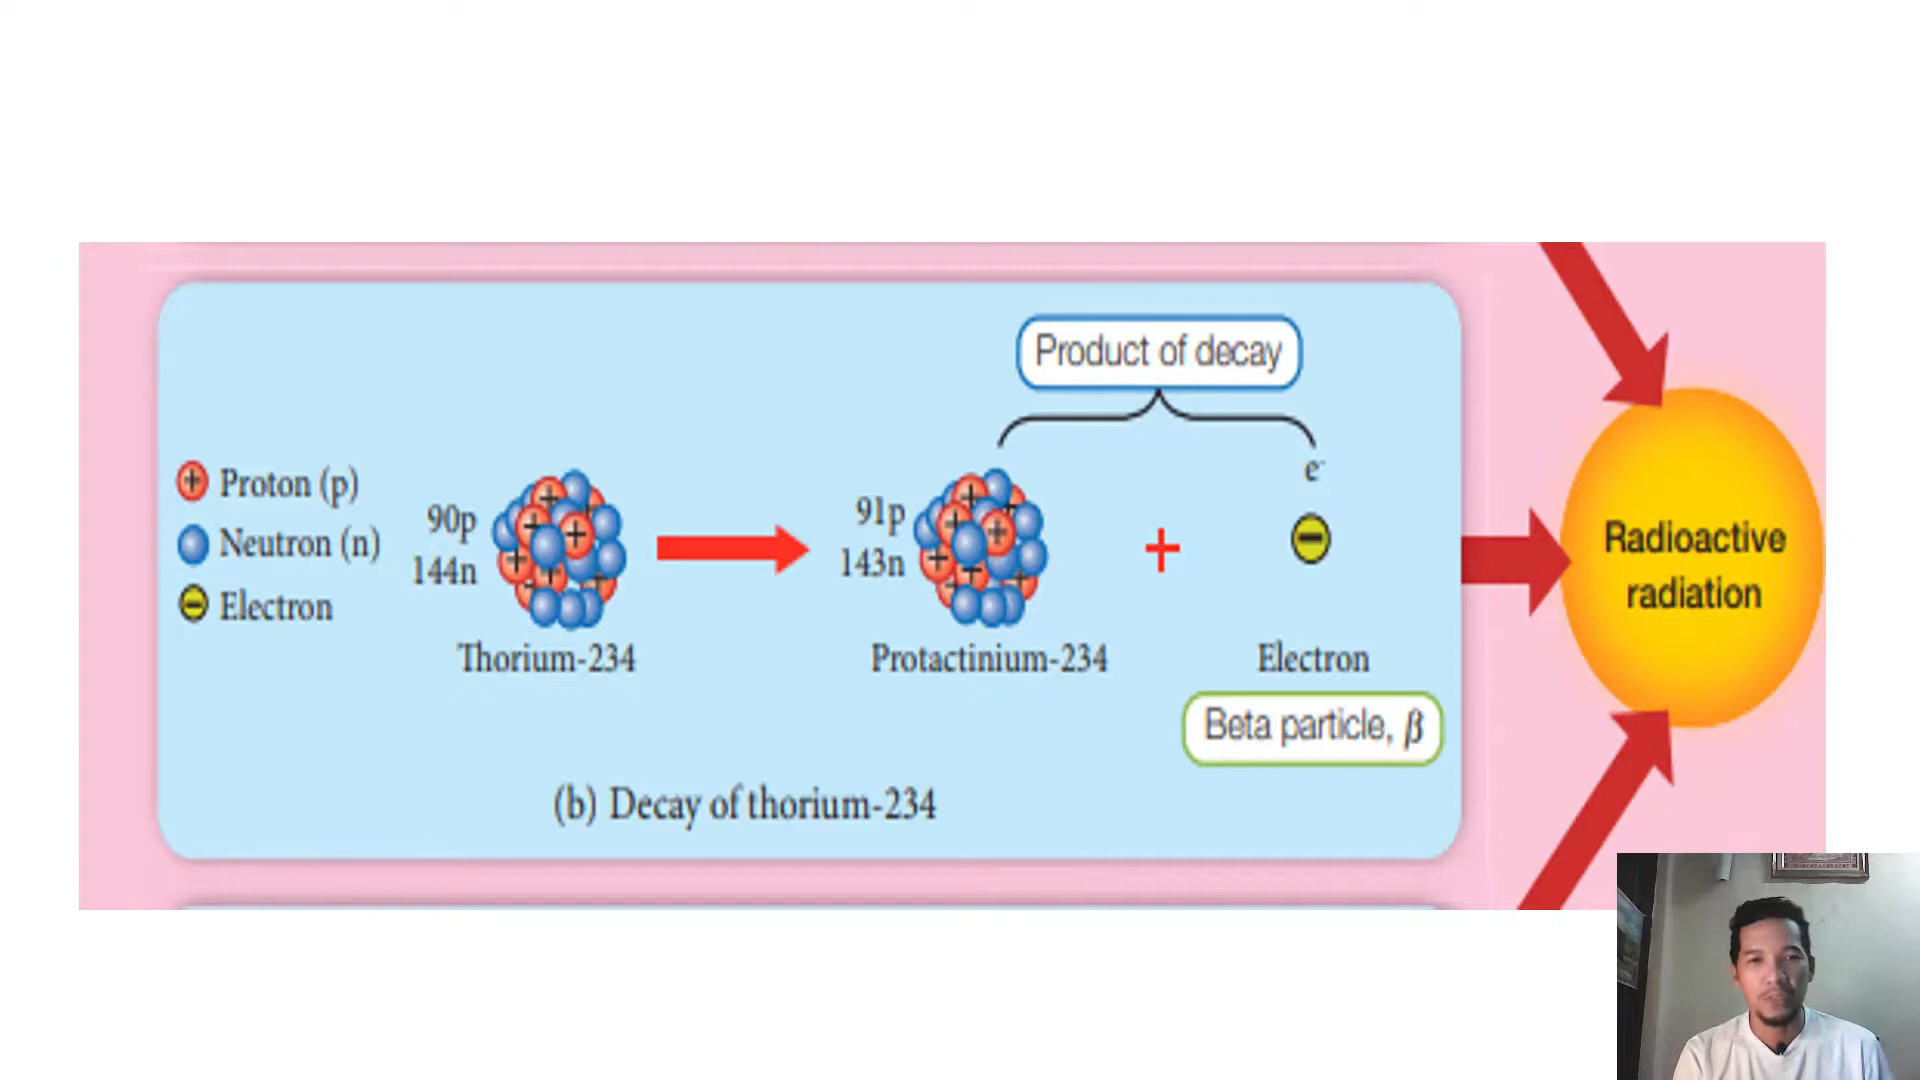 Product of decay
e⁻
Proton (p)
Neutron (n)
Electron
90p
144n
91p
143n
Thorium-234
Protactinium-234
Electron
+
Beta particle, β
(b) Decay of thorium-234
Radioactive
radiation